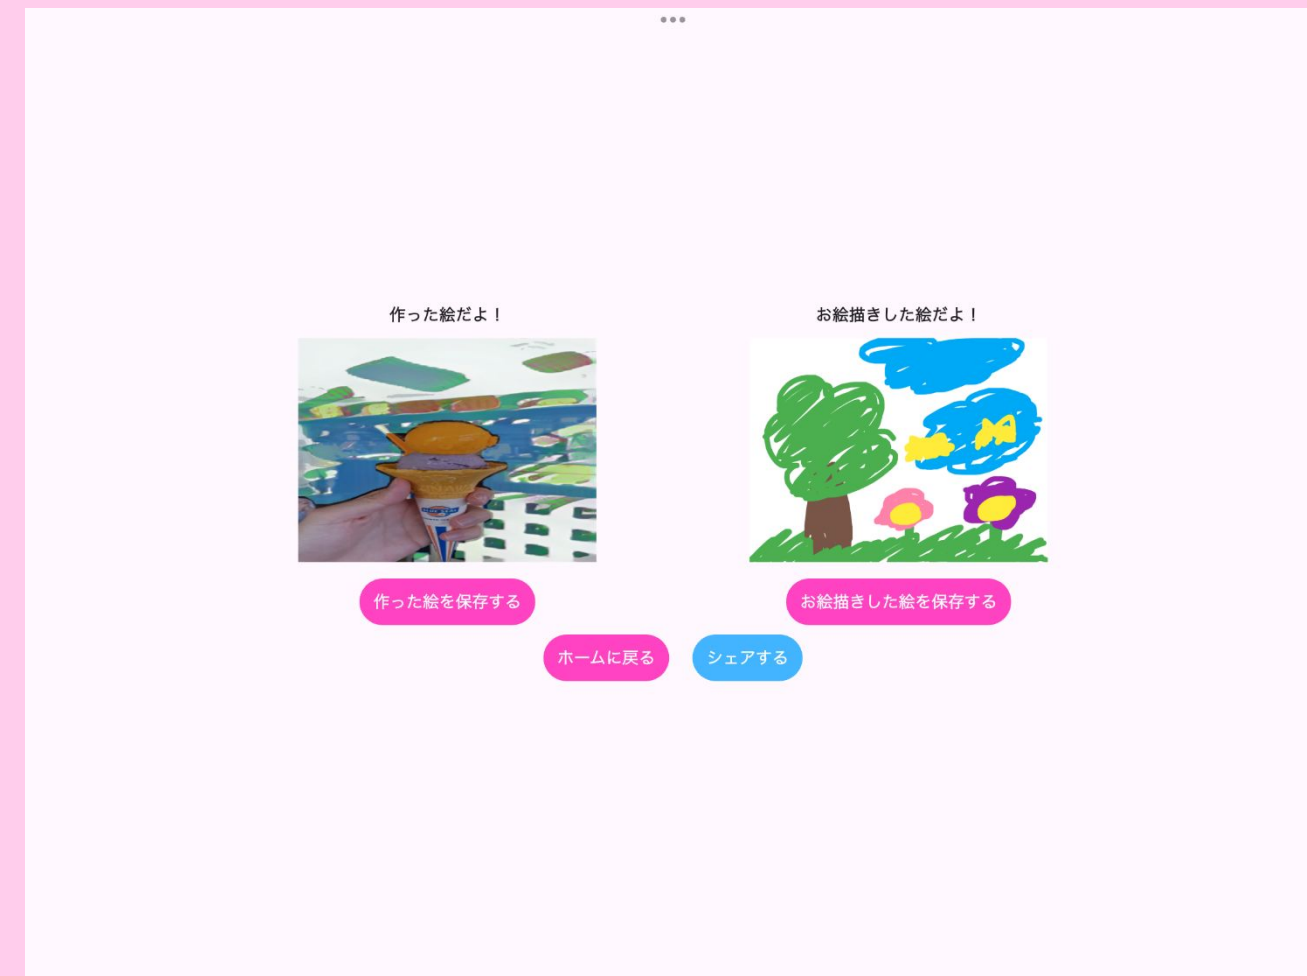 作った絵だよ！
お絵描きした絵だよ！
作った絵を保存する
お絵描きした絵を保存する
ホームに戻る
シェアする